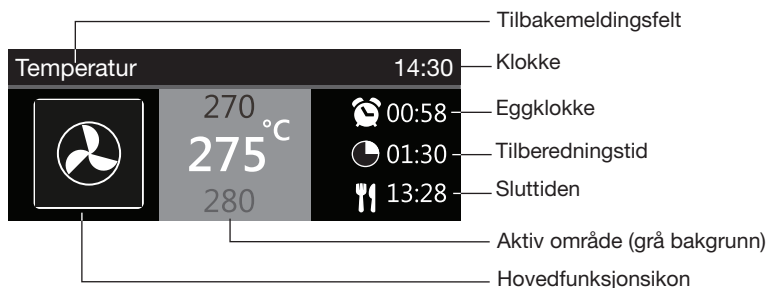 Tilbakemeldingsfelt
Temperatur 14:30 Klokke
270 00:58 Eggklokke
275 °C 01:30 Tilberedningstid
280 13:28 Sluttiden
Aktiv område (grå bakgrunn)
Hovedfunksjonsikon